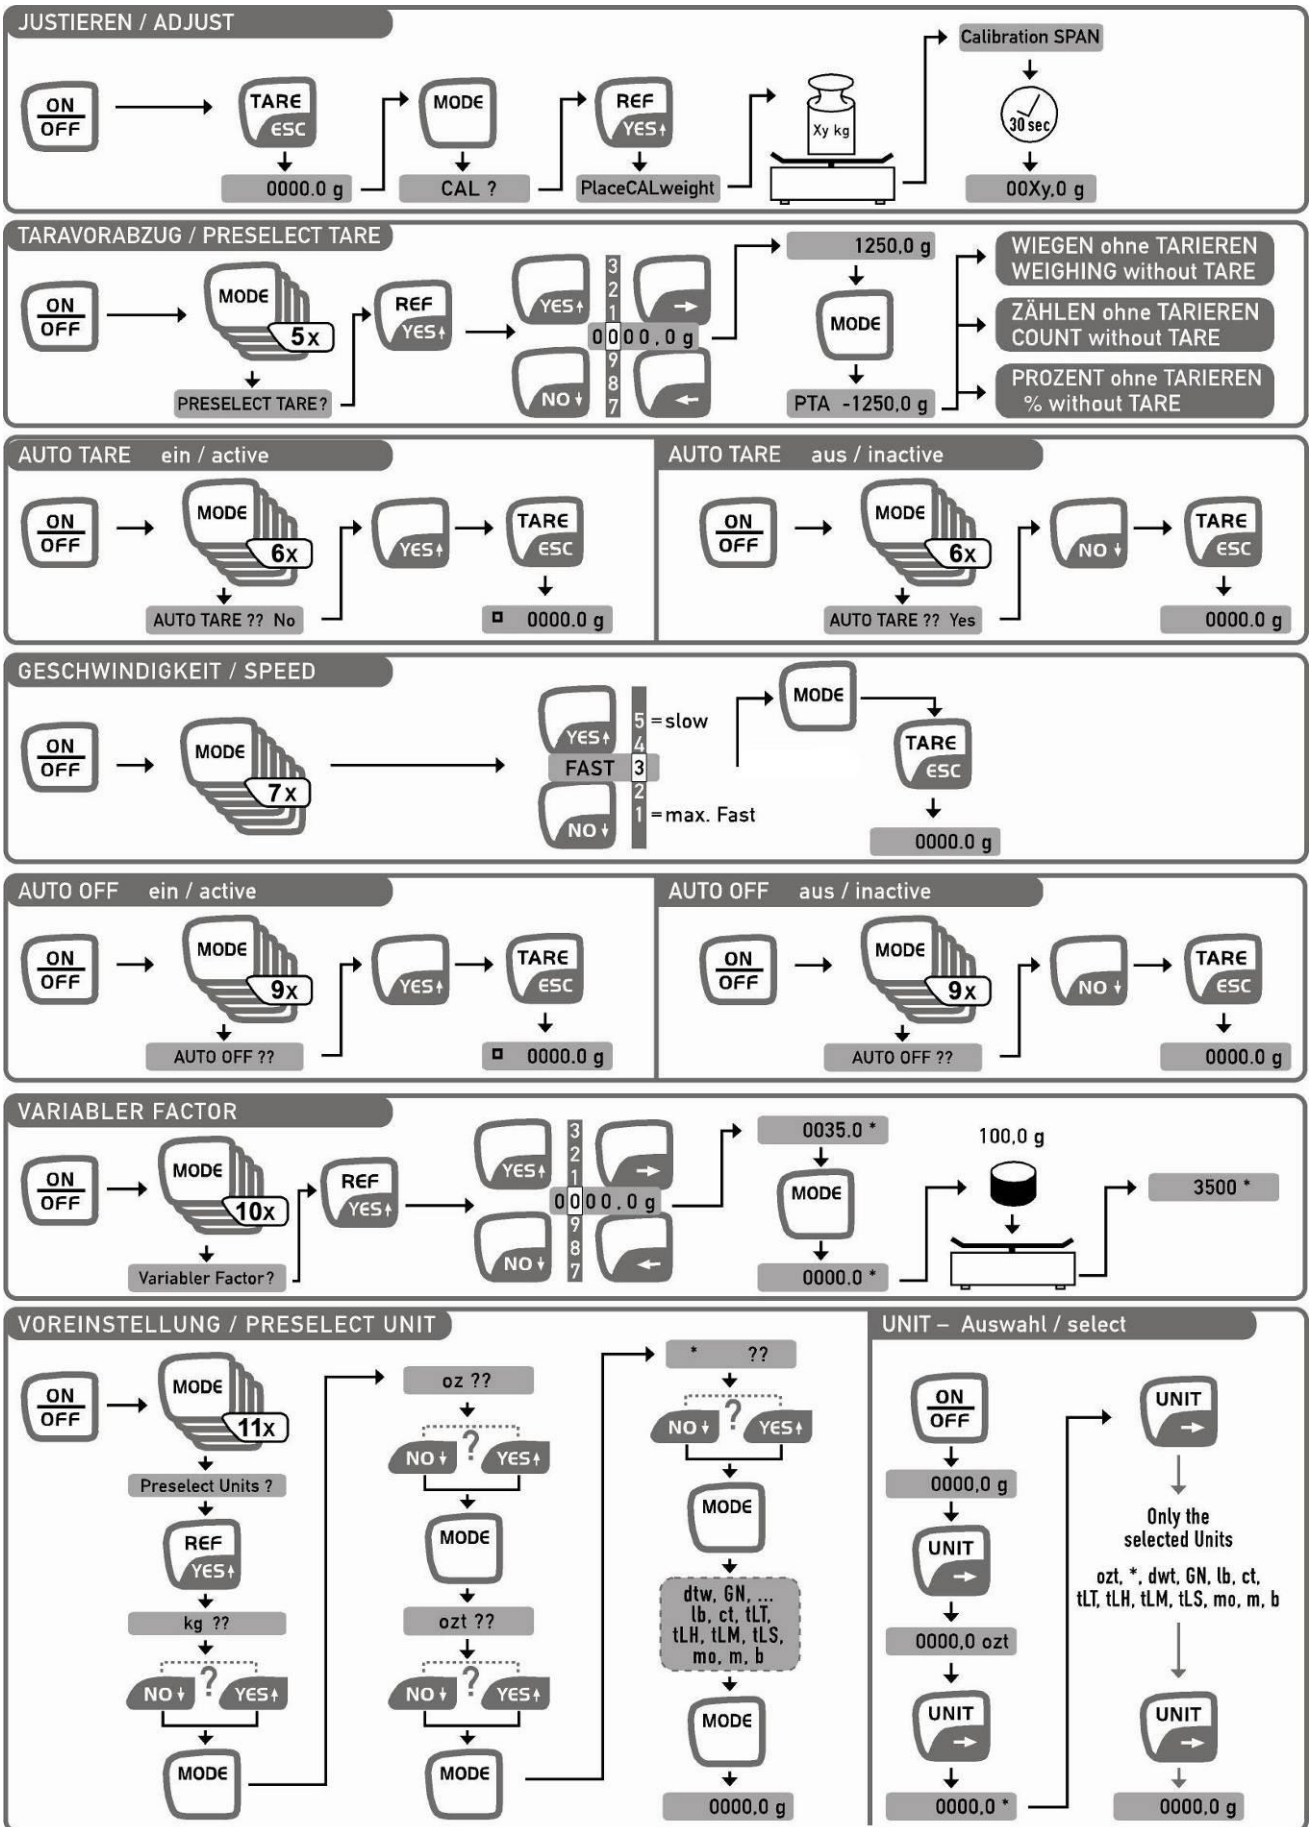 JUSTIEREN / ADJUST
ON
OFF
TARE
ESC
0000.0 g
MODE
CAL ?
REF
YES↑
PlaceCALweight
Xy kg
Calibration SPAN
30 sec
00Xy,0 g
TARAVORABZUG / PRESELECT TARE
ON
OFF
MODE
5x
PRESELECT TARE?
REF
YES↑
YES↑
→
3
2
1
0000,0 g
9
8
7
NO↓
←
1250,0 g
MODE
PTA -1250,0 g
WIEGEN ohne TARIEREN
WEIGHING without TARE
ZÄHLEN ohne TARIEREN
COUNT without TARE
PROZENT ohne TARIEREN
% without TARE
AUTO TARE ein / active
ON
OFF
MODE
6x
AUTO TARE ?? No
YES↑
TARE
ESC
0000.0 g
AUTO TARE aus / inactive
ON
OFF
MODE
6x
AUTO TARE ?? Yes
NO↓
TARE
ESC
0000.0 g
GESCHWINDIGKEIT / SPEED
ON
OFF
MODE
7x
YES↑
5 =slow
4
FAST 3
2
1 =max. Fast
NO↓
MODE
TARE
ESC
0000.0 g
AUTO OFF ein / active
ON
OFF
MODE
9x
AUTO OFF ??
YES↑
TARE
ESC
0000.0 g
AUTO OFF aus / inactive
ON
OFF
MODE
9x
AUTO OFF ??
NO↓
TARE
ESC
0000.0 g
VARIABLER FACTOR
ON
OFF
MODE
10x
Variabler Factor?
REF
YES↑
YES↑
→
3
2
1
0000,0 g
9
8
7
NO↓
←
0035.0 *
MODE
0000.0 *
100,0 g
3500 *
VOREINSTELLUNG / PRESELECT UNIT
ON
OFF
MODE
11x
Preselect Units ?
REF
YES↑
kg ??
NO↓ ? YES↑
MODE
oz ??
NO↓ ? YES↑
MODE
ozt ??
NO↓ ? YES↑
MODE
* ??
NO↓ ? YES↑
MODE
dtw, GN, ...
lb, ct, tLT,
tLH, tLM, tLS,
mo, m, b
MODE
0000,0 g
UNIT – Auswahl / select
ON
OFF
0000,0 g
UNIT
→
0000,0 ozt
UNIT
→
0000,0 *
UNIT
→
Only the
selected Units
ozt, *, dwt, GN, lb, ct,
tLT, tLH, tLM, tLS, mo, m, b
UNIT
→
0000,0 g